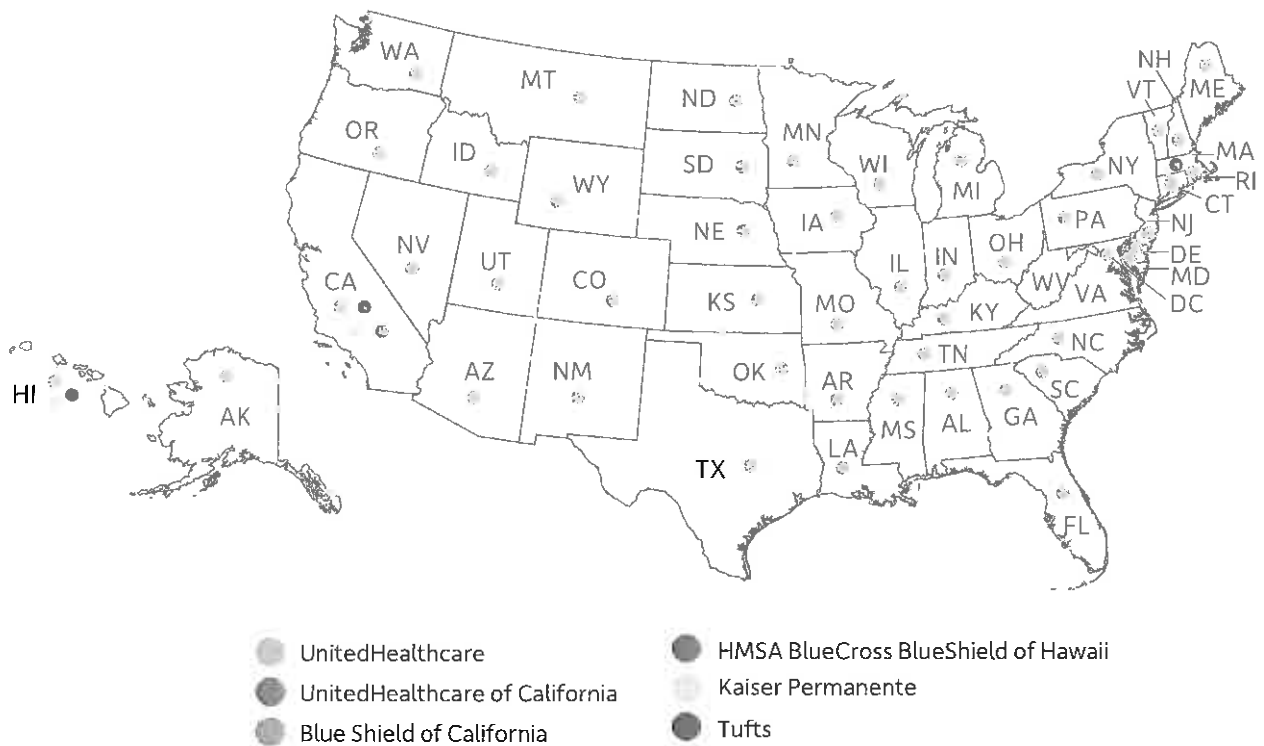 WA
MT
ND
MN
NH
VT
ME
OR
ID
WY
SD
WI
MI
NY
MA
RI
CT
NV
UT
CO
NE
IA
IL
IN
OH
PA
NJ
DE
MD
DC
CA
KS
MO
KY
WV
VA
HI
AK
AZ
NM
OK
AR
TN
NC
SC
MS
AL
GA
TX
LA
FL
UnitedHealthcare
UnitedHealthcare of California
Blue Shield of California
HMSA BlueCross BlueShield of Hawaii
Kaiser Permanente
Tufts